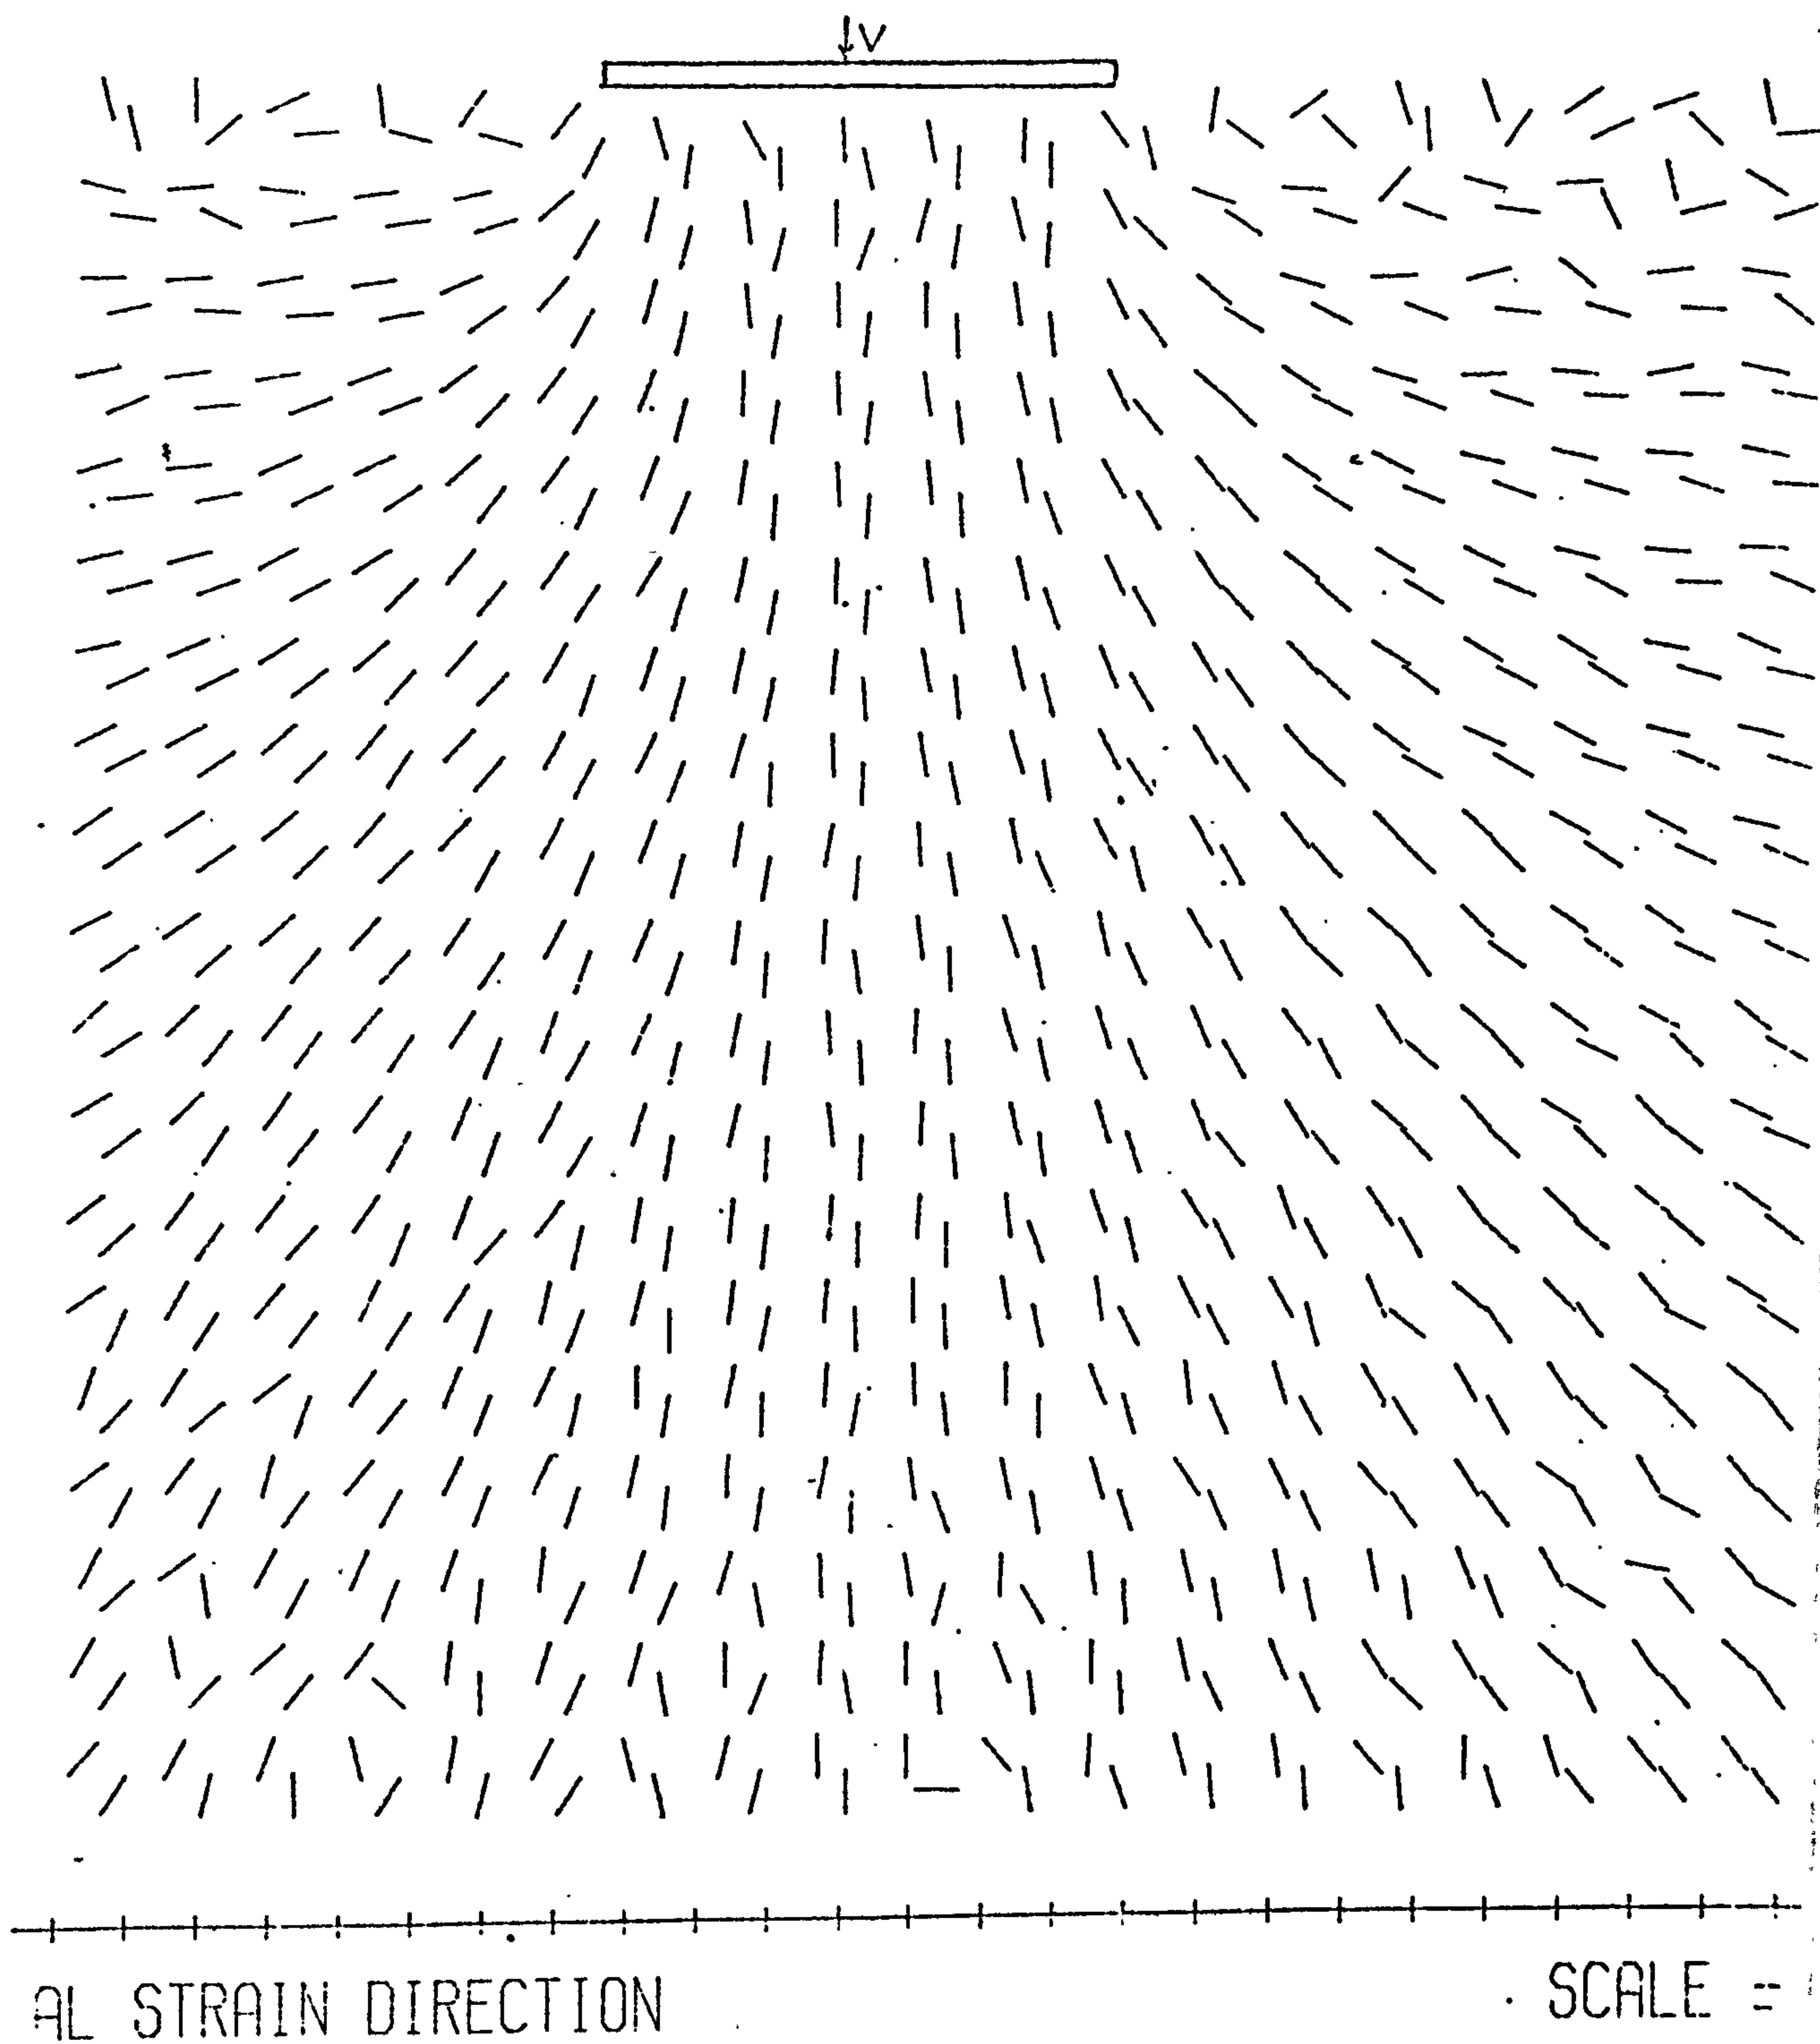 V
AL STRAIN DIRECTION
SCALE =